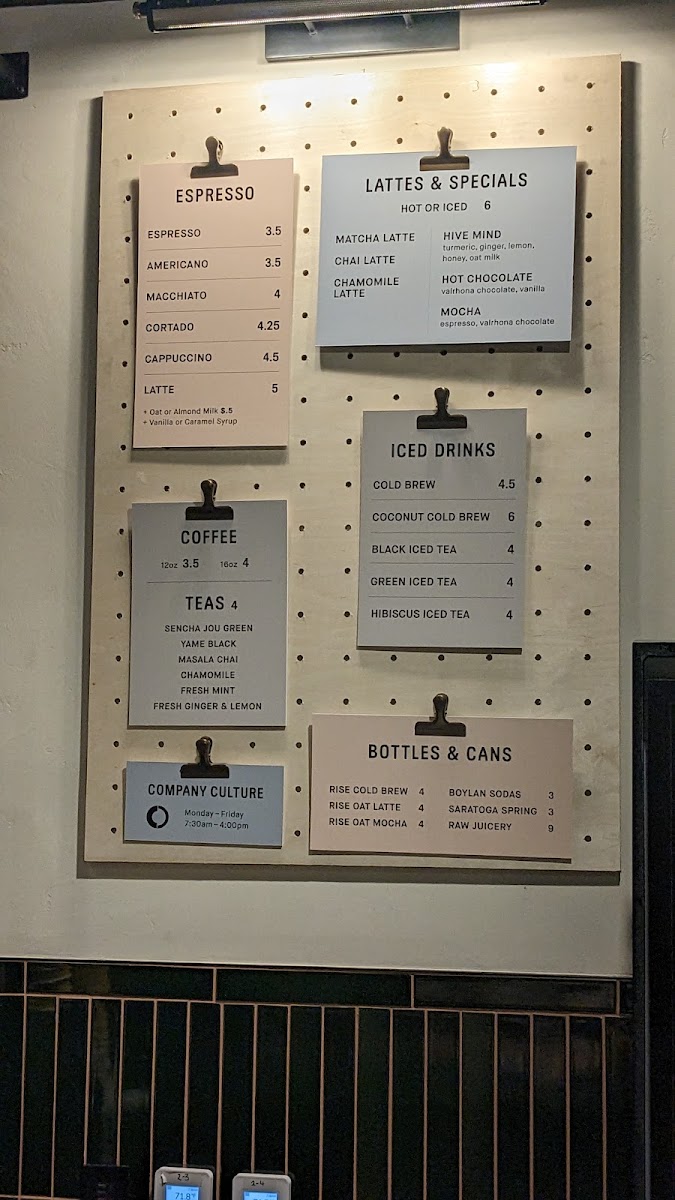 ESPRESSO
ESPRESSO 3.5
AMERICANO 3.5
MACCHIATO 4
CORTADO 4.25
CAPPUCCINO 4.5
LATTE 5
+ Oat or Almond Milk $.5
+ Vanilla or Caramel Syrup
LATTES & SPECIALS
HOT OR ICED 6
MATCHA LATTE
CHAI LATTE
CHAMOMILE
LATTE
HIVE MIND
turmeric, ginger, lemon,
honey, oat milk
HOT CHOCOLATE
valrhona chocolate, vanilla
MOCHA
espresso, valrhona chocolate
ICED DRINKS
COLD BREW 4.5
COCONUT COLD BREW 6
BLACK ICED TEA 4
GREEN ICED TEA 4
HIBISCUS ICED TEA 4
COFFEE
12oz 3.5 16oz 4
TEAS 4
SENCHA JOU GREEN
YAME BLACK
MASALA CHAI
CHAMOMILE
FRESH MINT
FRESH GINGER & LEMON
COMPANY CULTURE
Monday – Friday
7:30am – 4:00pm
BOTTLES & CANS
RISE COLD BREW 4
RISE OAT LATTE 4
RISE OAT MOCHA 4
BOYLAN SODAS 3
SARATOGA SPRING 3
RAW JUICERY 9
2-3
71.8°
1-4